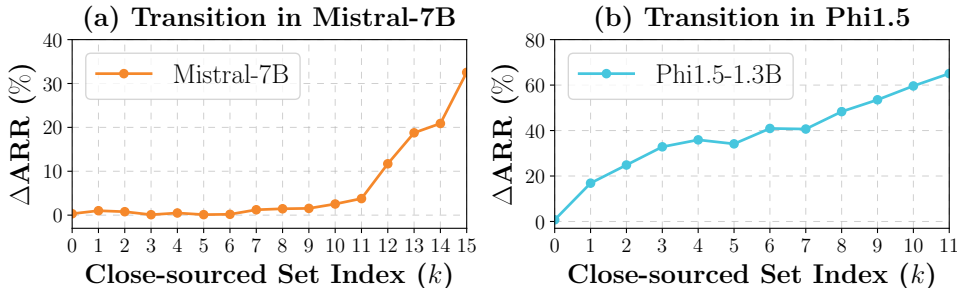 (a) Transition in Mistral-7B
40
30
20
10
0
△ARR (%)
Mistral-7B
0 1 2 3 4 5 6 7 8 9 10 11 12 13 14 15
Close-sourced Set Index (k)
(b) Transition in Phi1.5
80
60
40
20
0
△ARR (%)
Phi1.5-1.3B
0 1 2 3 4 5 6 7 8 9 10 11
Close-sourced Set Index (k)